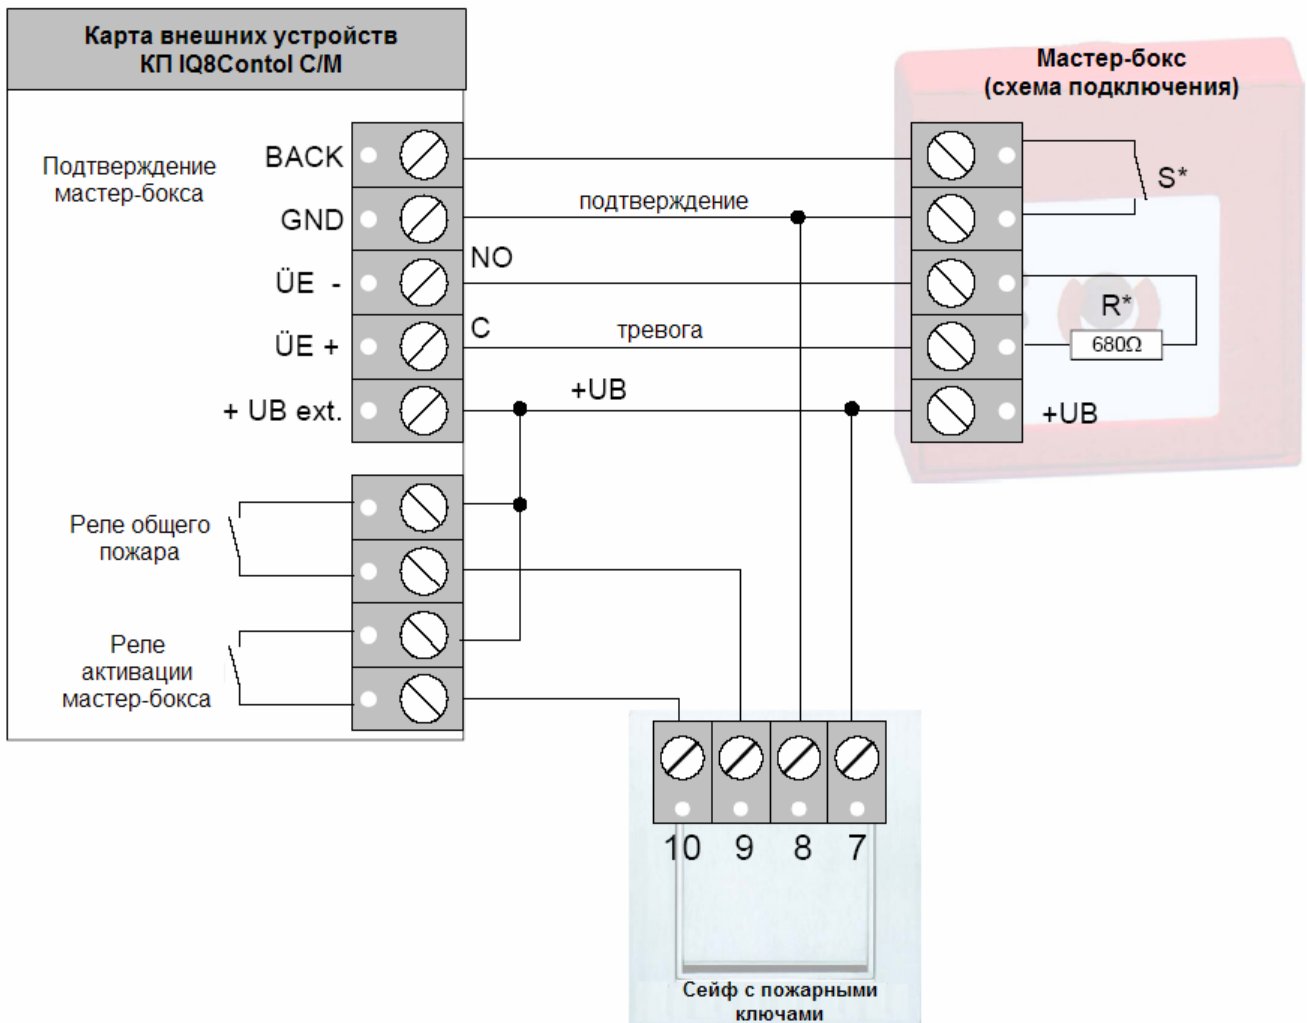 Карта внешних устройств
КП IQ8Contol C/M
Мастер-бокс
(схема подключения)
Подтверждение
мастер-бокса
BACK
GND
ÜE -
ÜE +
+ UB ext.
подтверждение
NO
C
тревога
+UB
S*
R*
680Ω
+UB
Реле общего
пожара
Реле
активации
мастер-бокса
10 9 8 7
Сейф с пожарными
ключами